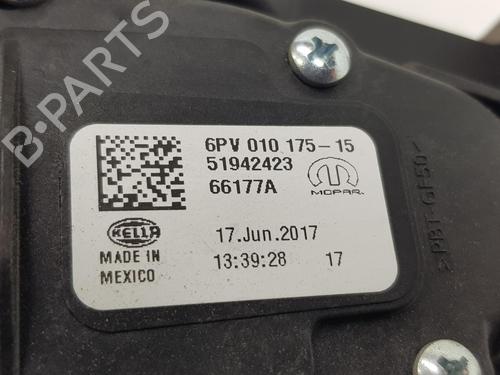 B-PARTS
6PV 010 175-15
51942423
66177A
MOPAR
HELLA
MADE IN
MEXICO
17.Jun.2017
13:39:28 17
>PBT-GF50<